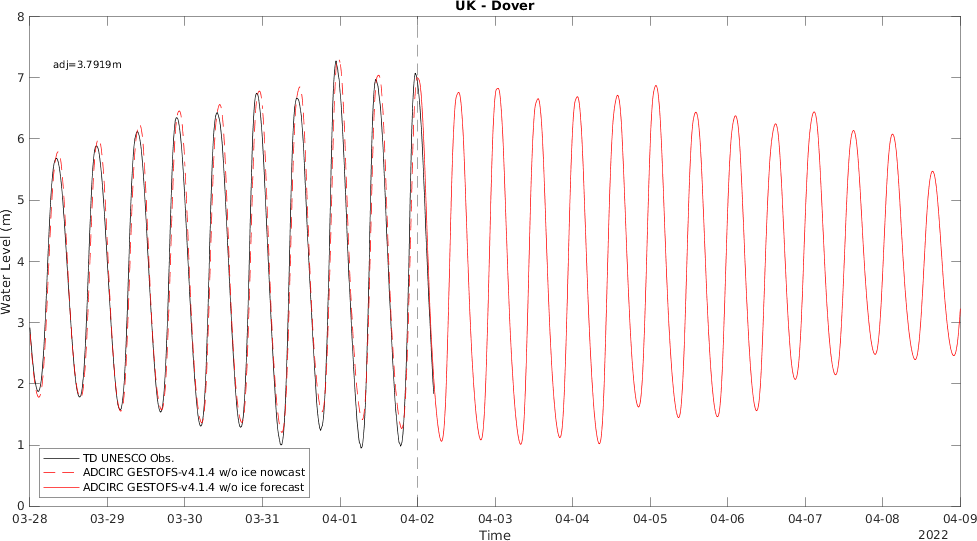 UK - Dover
adj=3.7919m
Water Level (m)
8
7
6
5
4
3
2
1
0
TD UNESCO Obs.
ADCIRC GESTOFS-v4.1.4 w/o ice nowcast
ADCIRC GESTOFS-v4.1.4 w/o ice forecast
03-28 03-29 03-30 03-31 04-01 04-02 04-03 04-04 04-05 04-06 04-07 04-08 04-09
Time
2022